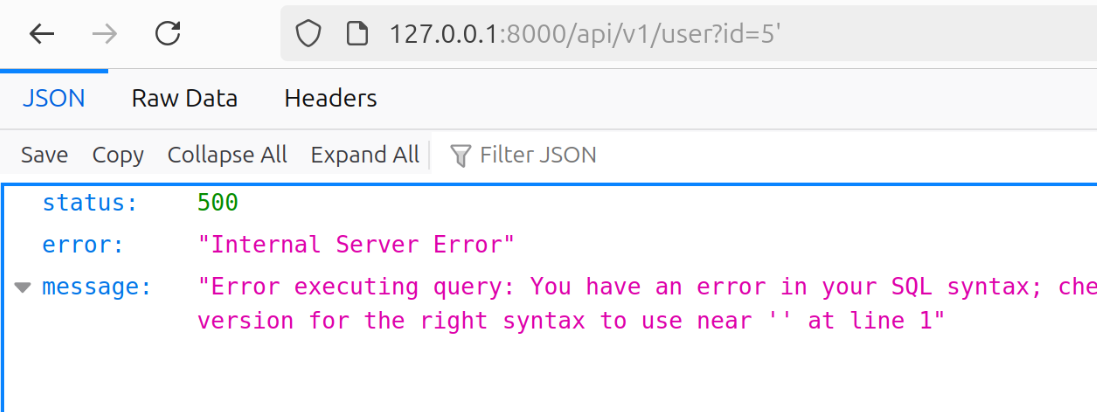 127.0.0.1:8000/api/v1/user?id=5'
JSON Raw Data Headers
Save Copy Collapse All Expand All Filter JSON
status: 500
error: "Internal Server Error"
message: "Error executing query: You have an error in your SQL syntax; che
version for the right syntax to use near '' at line 1"